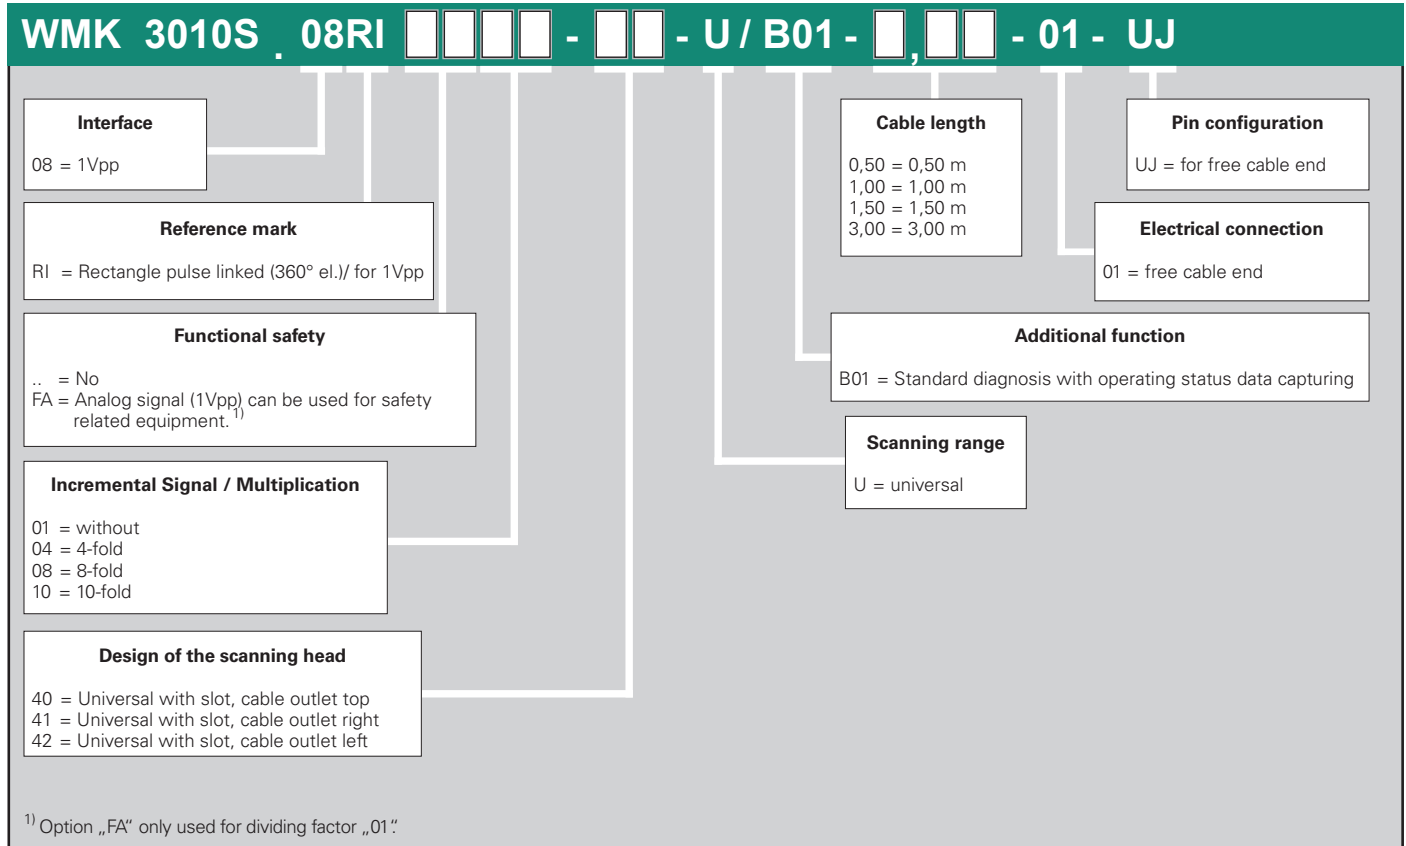 WMK 3010S . 08RI - - U / B01 - , - 01 - UJ
Interface
08 = 1Vpp
Reference mark
RI = Rectangle pulse linked (360° el.)/ for 1Vpp
Functional safety
.. = No
FA = Analog signal (1Vpp) can be used for safety
related equipment. 1)
Incremental Signal / Multiplication
01 = without
04 = 4-fold
08 = 8-fold
10 = 10-fold
Design of the scanning head
40 = Universal with slot, cable outlet top
41 = Universal with slot, cable outlet right
42 = Universal with slot, cable outlet left
Cable length
0,50 = 0,50 m
1,00 = 1,00 m
1,50 = 1,50 m
3,00 = 3,00 m
Pin configuration
UJ = for free cable end
Electrical connection
01 = free cable end
Additional function
B01 = Standard diagnosis with operating status data capturing
Scanning range
U = universal
1) Option „FA“ only used for dividing factor „01“.